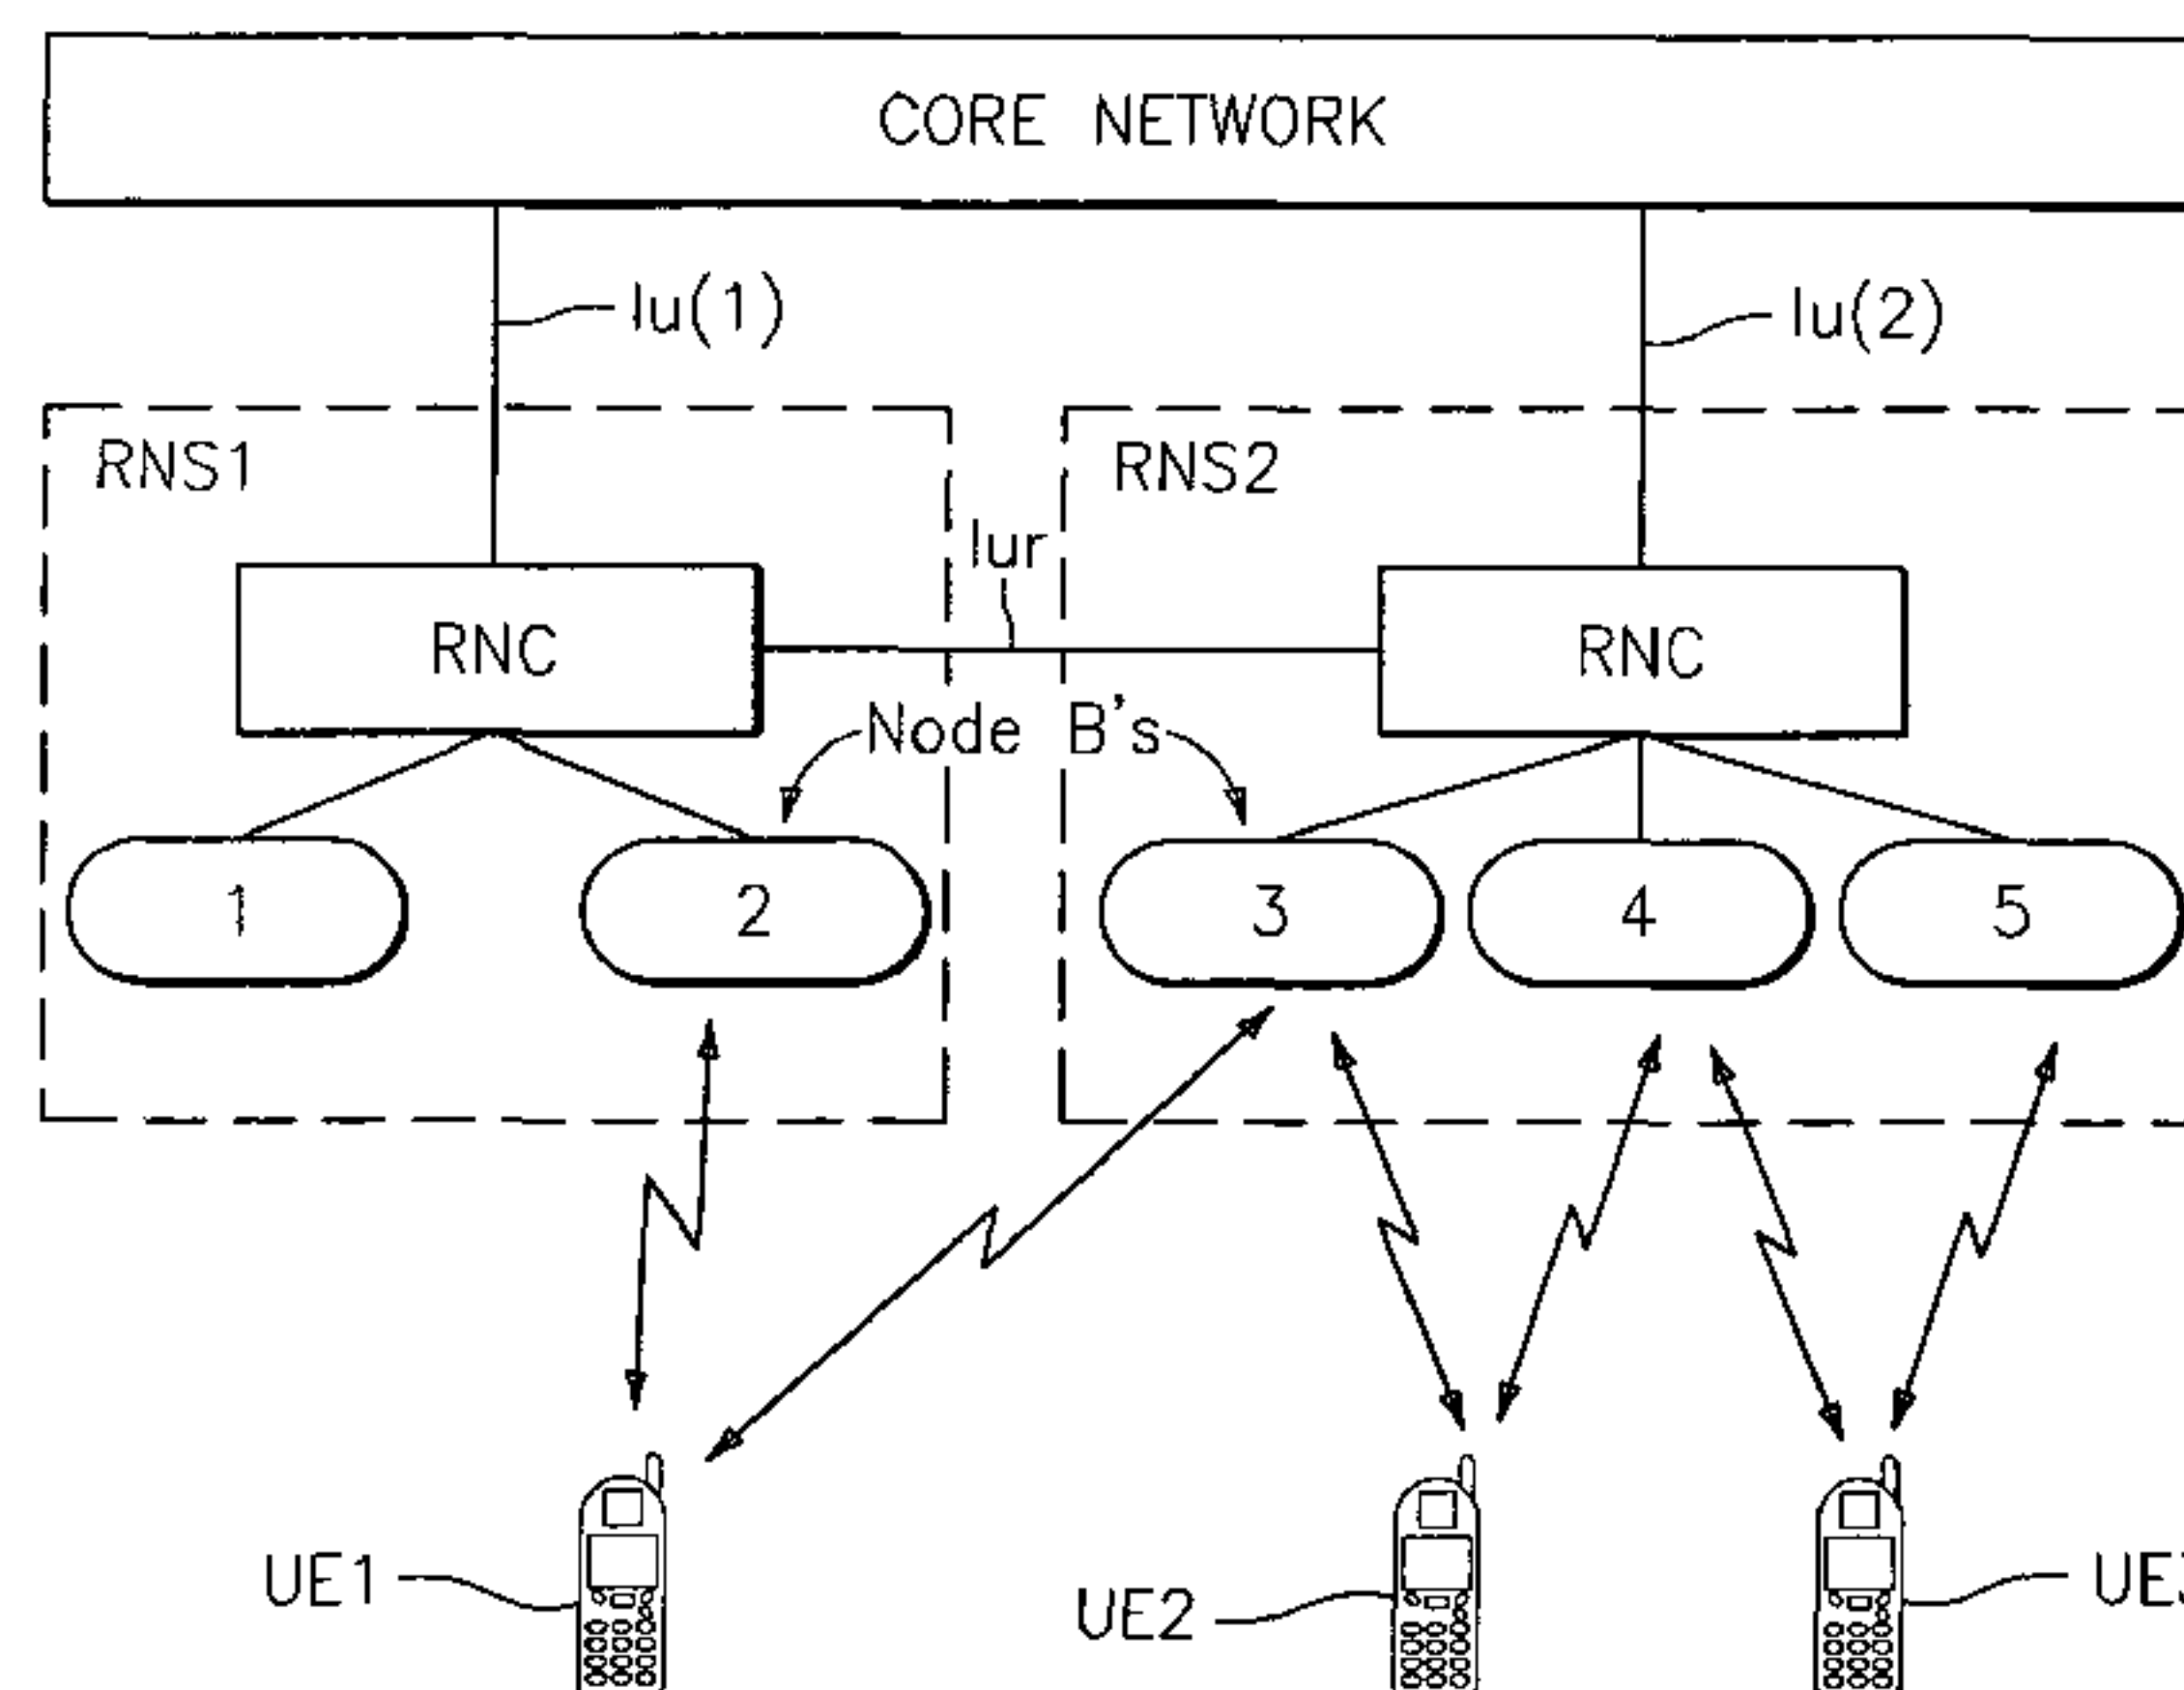 CORE NETWORK
Iu(1)
Iu(2)
RNS1
RNS2
Iur
RNC
RNC
Node B's
1
2
3
4
5
UE1
UE2